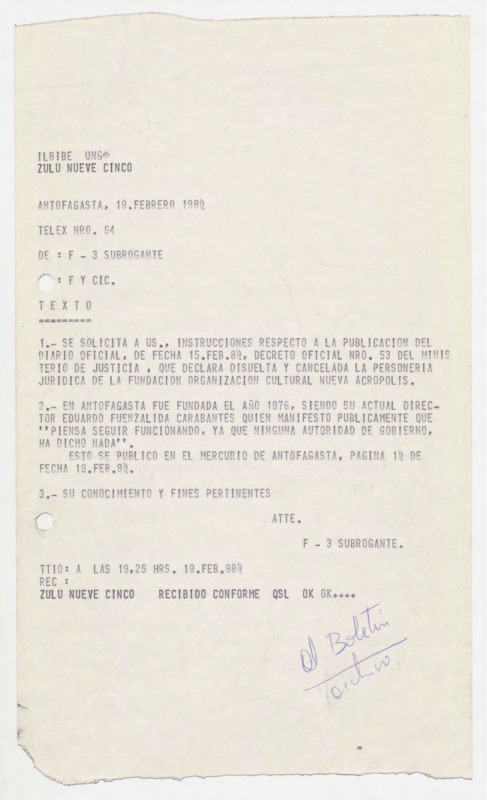 ILBIBE UNG
ZULU NUEVE CINCO
ANTOFAGASTA, 19.FEBRERO
TELEX NRO. 64
DE : F - 3 SUBROGANTE
: F Y CIC.
T E X T O
=========
1.- SE SOLICITA A US., INSTRUCCIONES RESPECTO A LA PUBLICACION DEL
DIARIO OFICIAL, DE FECHA 15.FEB. DECRETO OFICIAL NRO. 53 DEL MINIS
TERIO DE JUSTICIA , QUE DECLARA DISUELTA Y CANCELADA LA PERSONERIA
JURIDICA DE LA FUNDACION ORGANIZACION CULTURAL NUEVA ACROPOLIS.
2.- EN ANTOFAGASTA FUE FUNDADA EL AÑO 1976, SIENDO SU ACTUAL DIREC-
TOR EDUARDO FUENZALIDA CARABANTES QUIEN MANIFESTO PUBLICAMENTE QUE
''PIENSA SEGUIR FUNCIONANDO, YA QUE NINGUNA AUTORIDAD DE GOBIERNO,
HA DICHO NADA''.
ESTO SE PUBLICO EN EL MERCURIO DE ANTOFAGASTA, PAGINA
FECHA 19.FEB.
3.- SU CONOCIMIENTO Y FINES PERTINENTES
ATTE.
F - 3 SUBROGANTE.
TTIO: A LAS 19,25 HRS. 19.FEB.
REC :
ZULU NUEVE CINCO RECIBIDO CONFORME QSL OK OK++++
Al Boletín
archivo.
=